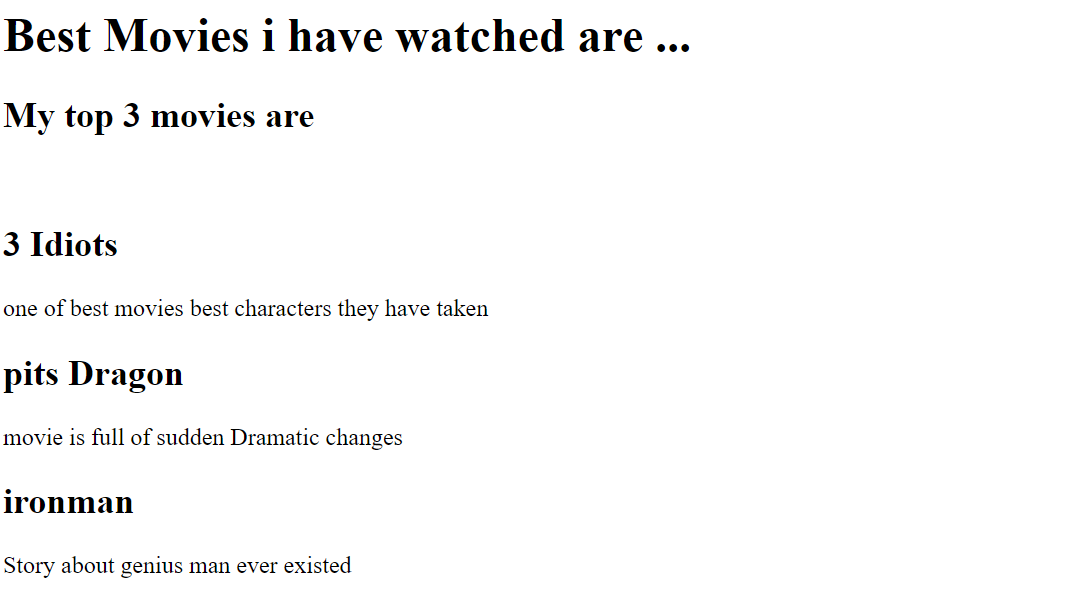 Best Movies i have watched are ...
My top 3 movies are
3 Idiots
one of best movies best characters they have taken
pits Dragon
movie is full of sudden Dramatic changes
ironman
Story about genius man ever existed